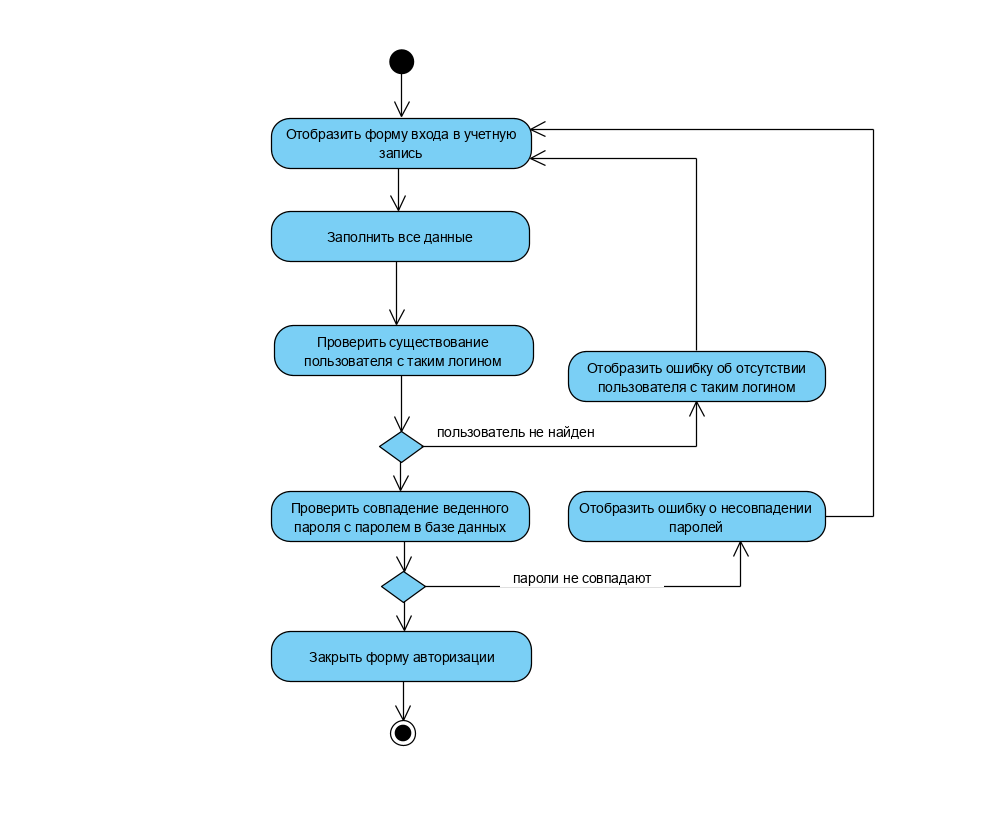 Отобразить форму входа в учетную
запись
Заполнить все данные
Проверить существование
пользователя с таким логином
Отобразить ошибку об отсутствии
пользователя с таким логином
пользователь не найден
Проверить совпадение веденного
пароля с паролем в базе данных
Отобразить ошибку о несовпадении
паролей
пароли не совпадают
Закрыть форму авторизации